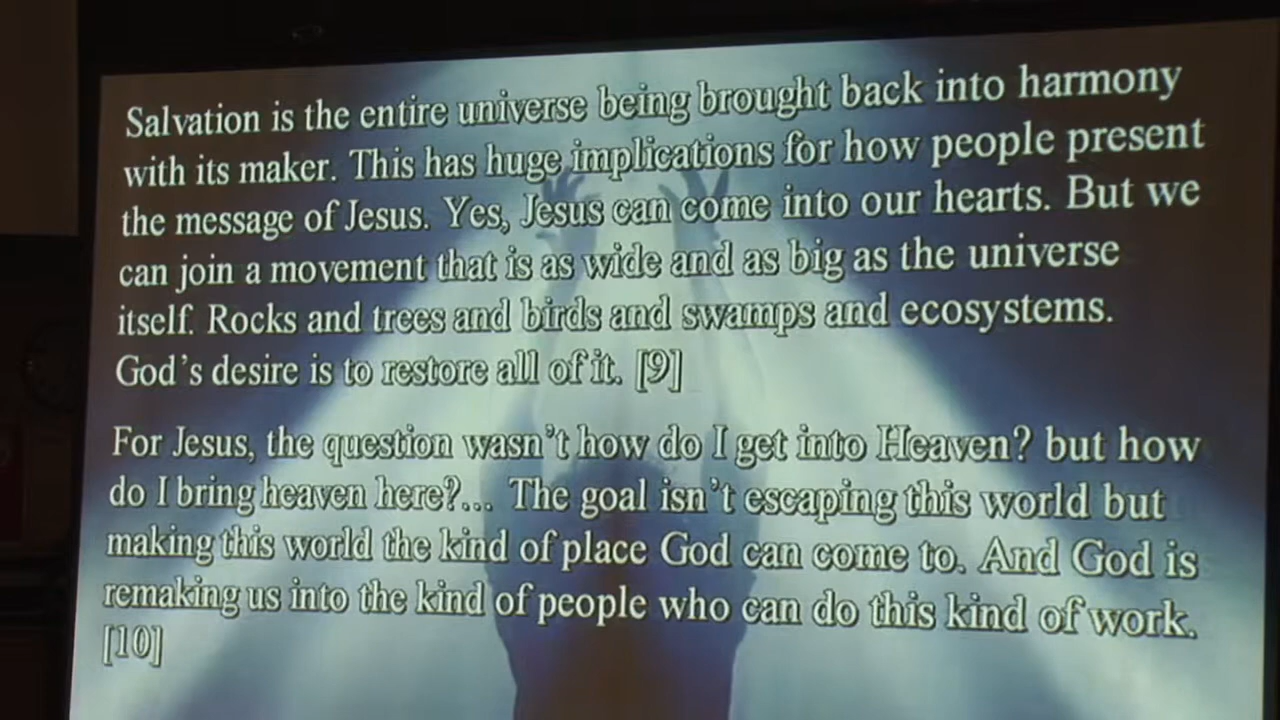 Salvation is the entire universe being brought back into harmony
with its maker. This has huge implications for how people present
the message of Jesus. Yes, Jesus can come into our hearts. But we
can join a movement that is as wide and as big as the universe
itself. Rocks and trees and birds and swamps and ecosystems.
God's desire is to restore all of it. [9]
For Jesus, the question wasn't how do I get into Heaven? but how
do I bring heaven here?... The goal isn't escaping this world but
making this world the kind of place God can come to. And God is
remaking us into the kind of people who can do this kind of work.
[10]